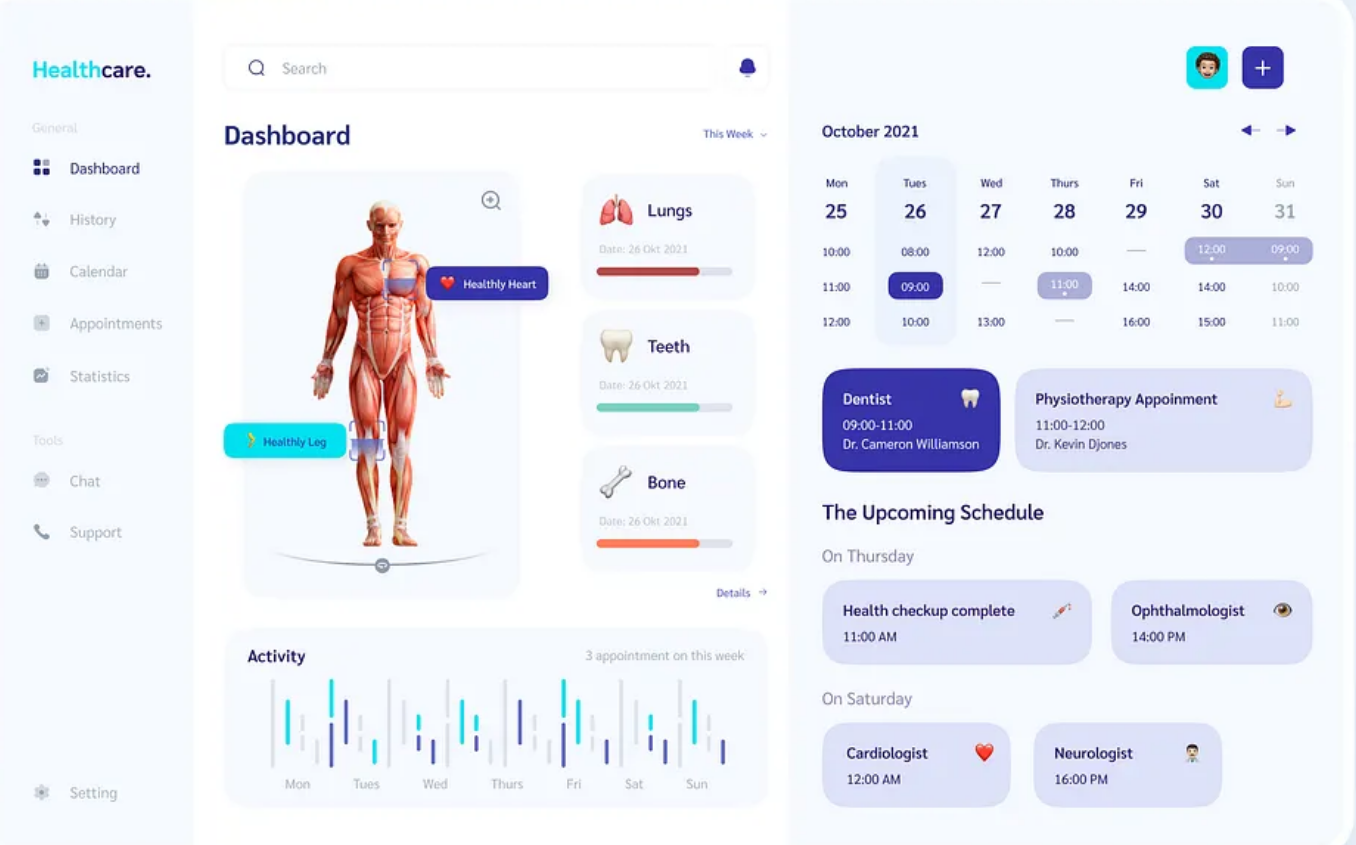 Healthcare.
General
Dashboard
History
Calendar
Appointments
Statistics
Tools
Chat
Support
Setting
Search
Dashboard
This Week
Healthly Heart
Healthly Leg
Lungs
Date: 26 Okt 2021
Teeth
Date: 26 Okt 2021
Bone
Date: 26 Okt 2021
Details
Activity
3 appointment on this week
Mon Tues Wed Thurs Fri Sat Sun
October 2021
Mon Tues Wed Thurs Fri Sat Sun
25 26 27 28 29 30 31
10:00 08:00 12:00 10:00 — 12:00 09:00
11:00 09:00 — 11:00 14:00 14:00 10:00
12:00 10:00 13:00 — 16:00 15:00 11:00
Dentist
09:00-11:00
Dr. Cameron Williamson
Physiotherapy Appoinment
11:00-12:00
Dr. Kevin Djones
The Upcoming Schedule
On Thursday
Health checkup complete
11:00 AM
Ophthalmologist
14:00 PM
On Saturday
Cardiologist
12:00 AM
Neurologist
16:00 PM